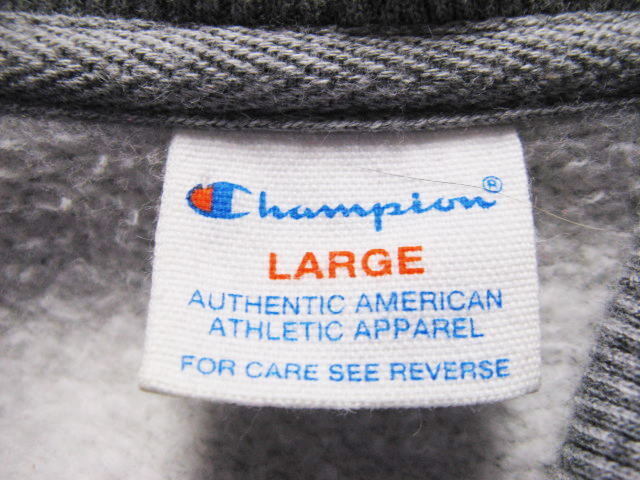 Champion®
LARGE
AUTHENTIC AMERICAN
ATHLETIC APPAREL
FOR CARE SEE REVERSE